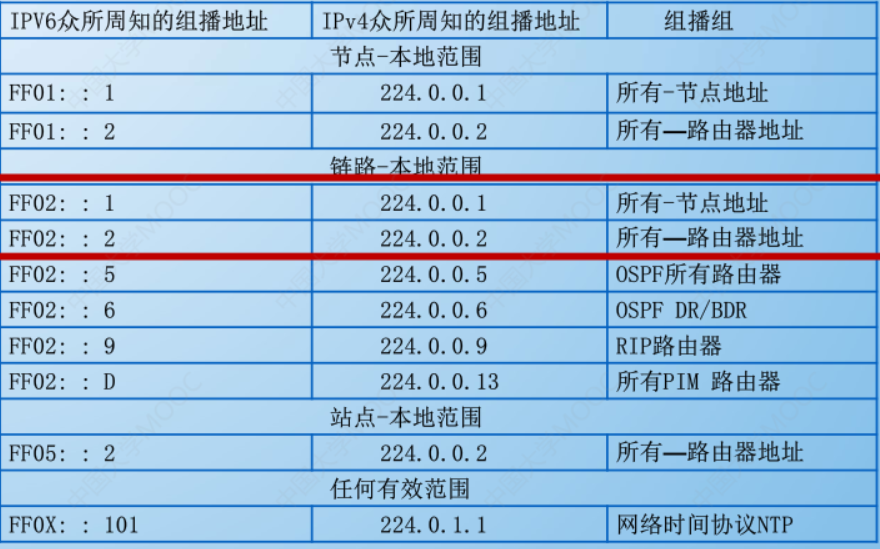 IPV6众所周知的组播地址 IPv4众所周知的组播地址 组播组
节点-本地范围
FF01: : 1 224.0.0.1 所有-节点地址
FF01: : 2 224.0.0.2 所有—路由器地址
链路-本地范围
FF02: : 1 224.0.0.1 所有-节点地址
FF02: : 2 224.0.0.2 所有—路由器地址
FF02: : 5 224.0.0.5 OSPF所有路由器
FF02: : 6 224.0.0.6 OSPF DR/BDR
FF02: : 9 224.0.0.9 RIP路由器
FF02: : D 224.0.0.13 所有PIM 路由器
站点-本地范围
FF05: : 2 224.0.0.2 所有—路由器地址
任何有效范围
FF0X: : 101 224.0.1.1 网络时间协议NTP